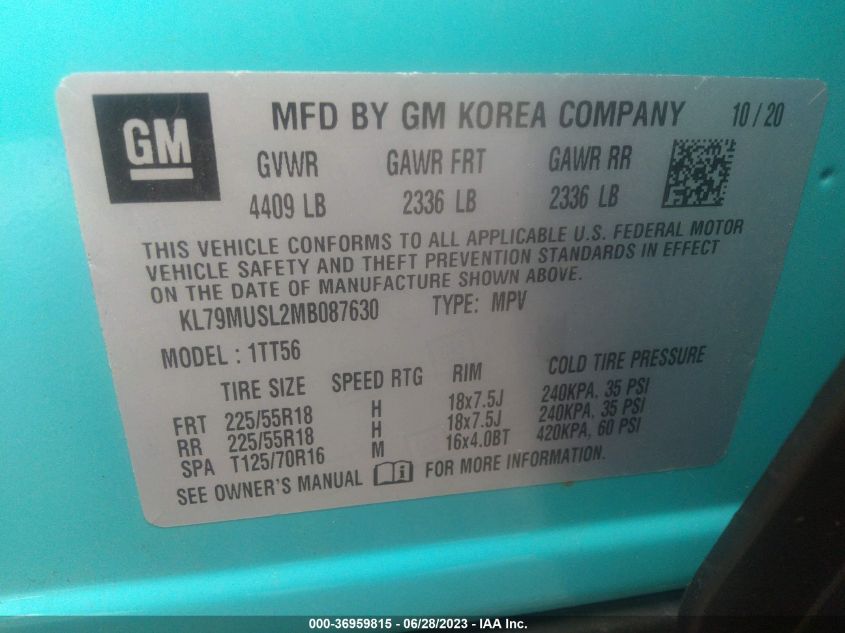 GM
MFD BY GM KOREA COMPANY 10/20
GVWR GAWR FRT GAWR RR
4409 LB 2336 LB 2336 LB
THIS VEHICLE CONFORMS TO ALL APPLICABLE U.S. FEDERAL MOTOR
VEHICLE SAFETY AND THEFT PREVENTION STANDARDS IN EFFECT
ON THE DATE OF MANUFACTURE SHOWN ABOVE.
KL79MUSL2MB087630 TYPE: MPV
MODEL : 1TT56
TIRE SIZE SPEED RTG RIM COLD TIRE PRESSURE
FRT 225/55R18 H 18x7.5J 240KPA, 35 PSI
RR 225/55R18 H 18x7.5J 240KPA, 35 PSI
SPA T125/70R16 M 16x4.0BT 420KPA, 60 PSI
SEE OWNER'S MANUAL FOR MORE INFORMATION.
000-36959815 - 06/28/2023 - IAA Inc.